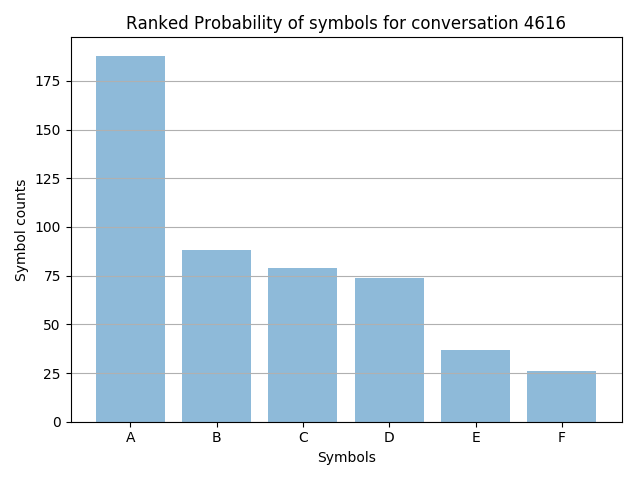 Ranked Probability of symbols for conversation 4616
Symbol counts
175
150
125
100
75
50
25
0
A B C D E F
Symbols